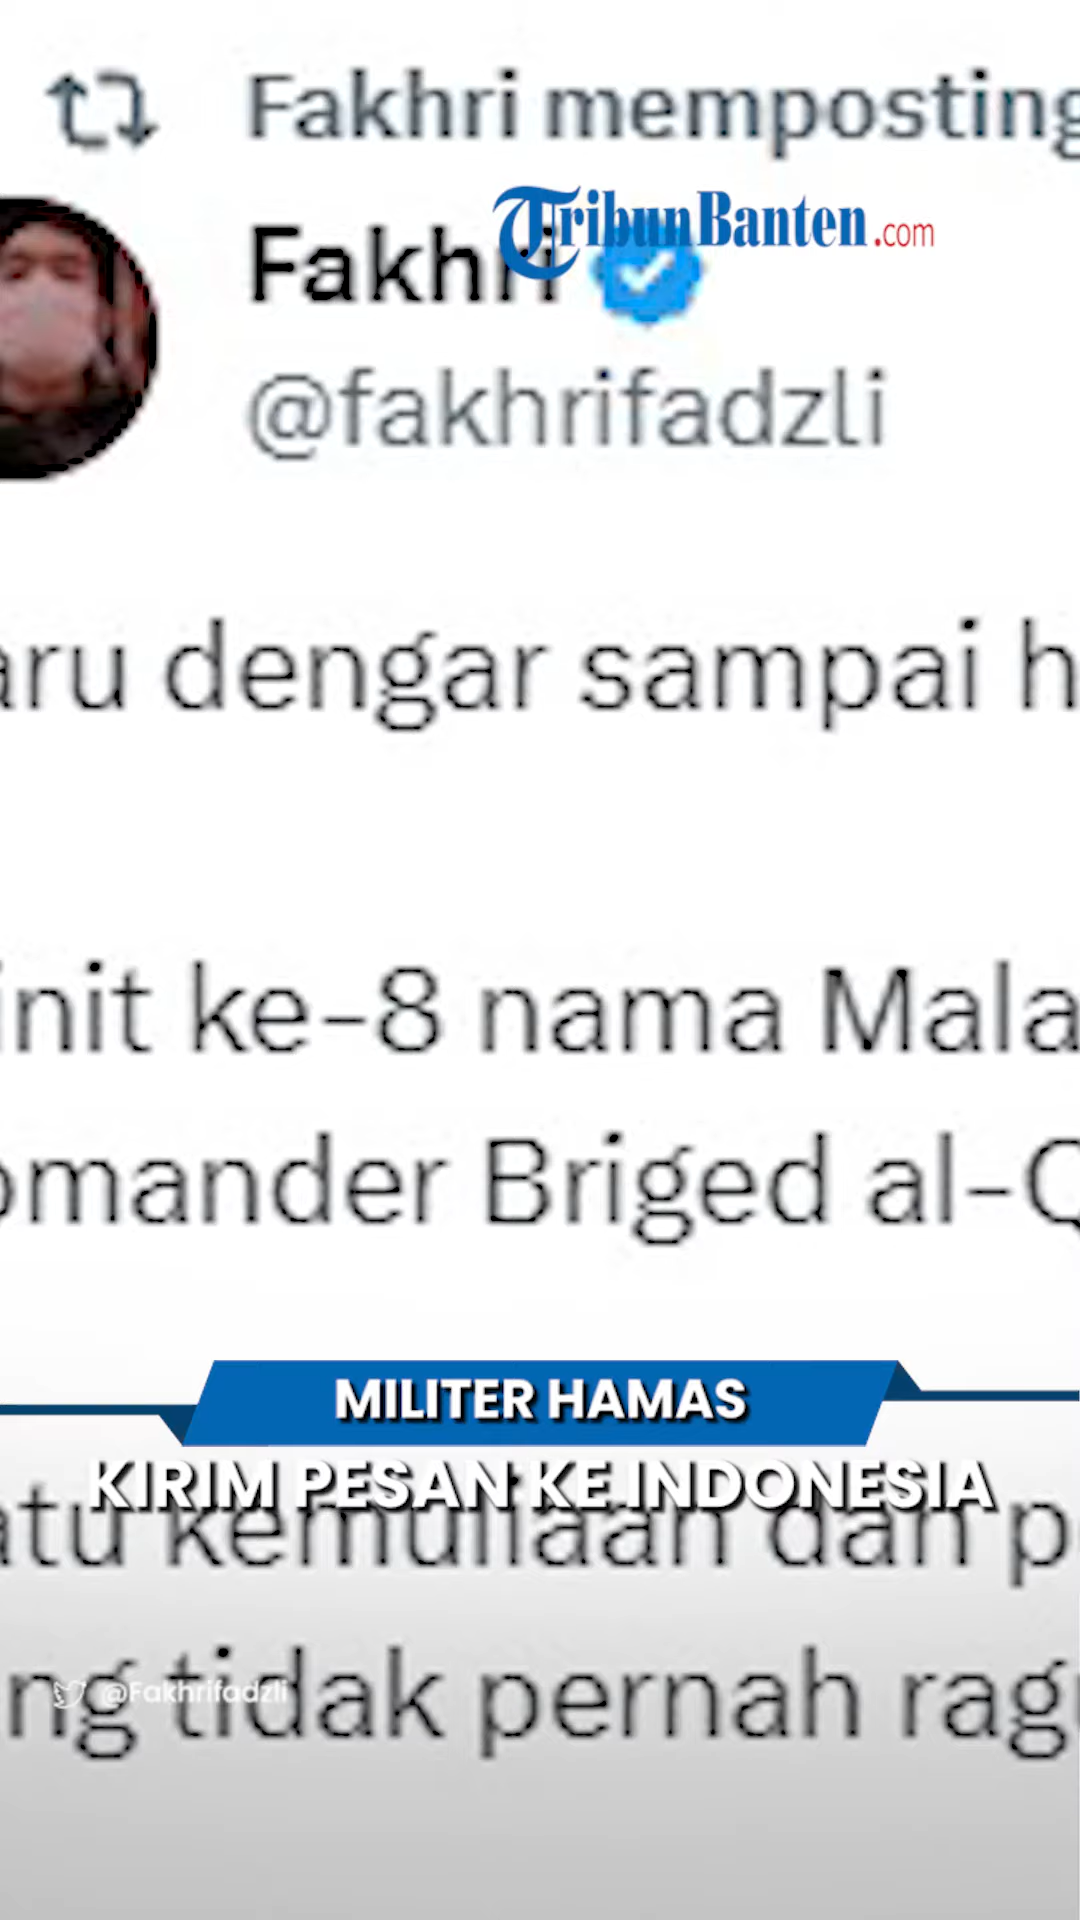 Fakhri memposting
TribunBanten.com
Fakhri
@fakhrifadzli
aru dengar sampai h
init ke-8 nama Mala
omander Briged al-Q
MILITER HAMAS
KIRIM PESAN KE INDONESIA
atu kemuliaan dan p
ng tidak pernah ragu
@Fakhrifadzli